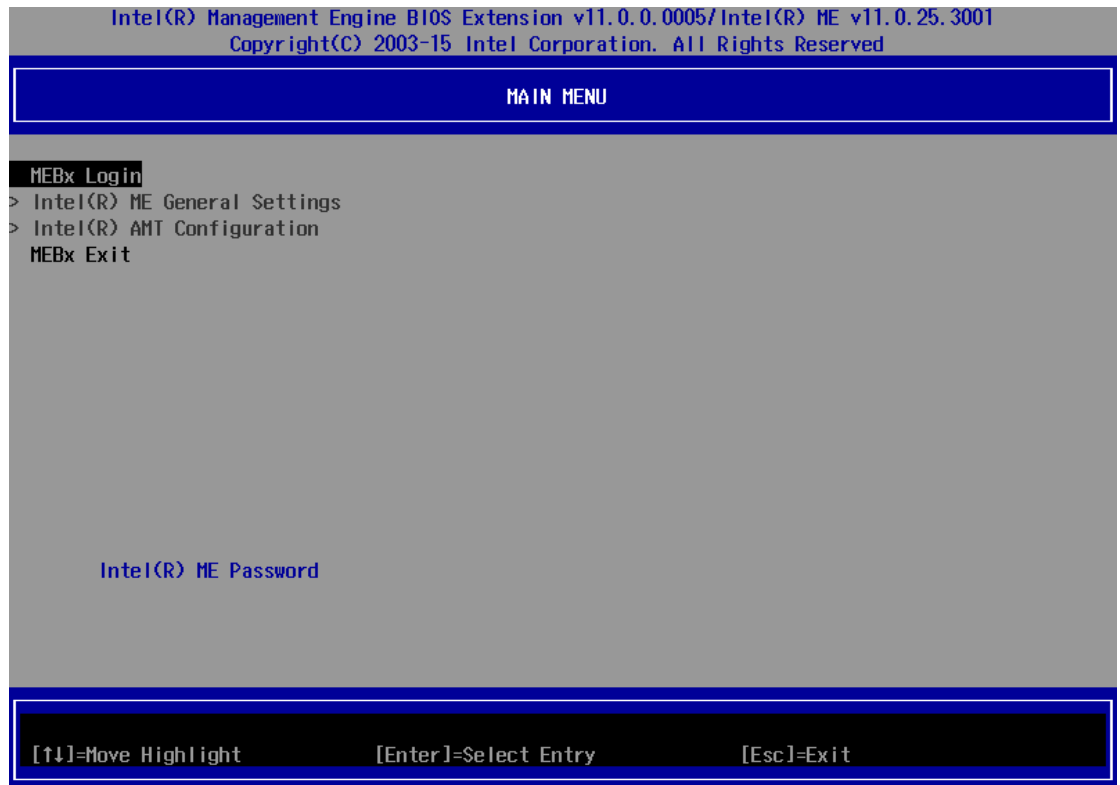 Intel(R) Management Engine BIOS Extension v11.0.0.0005/Intel(R) ME v11.0.25.3001
Copyright(C) 2003-15 Intel Corporation. All Rights Reserved
MAIN MENU
MEBx Login
> Intel(R) ME General Settings
> Intel(R) AMT Configuration
MEBx Exit
Intel(R) ME Password
[↑↓]=Move Highlight [Enter]=Select Entry [Esc]=Exit